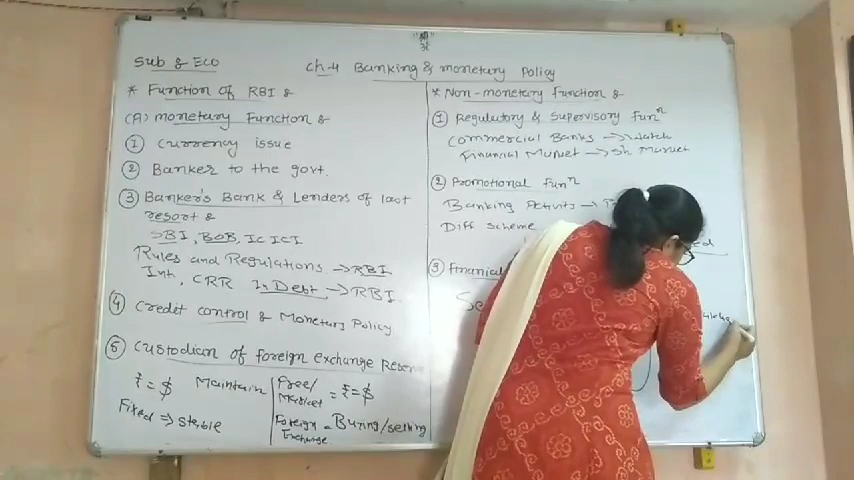 "श्री"
Sub & ECO
Ch-4 Banking & monetary Policy
* Function of RBI &
(A) monetary Function &
① Currency issue
② Banker to the govt.
③ Banker's Bank & Lenders of last
resort &
SBI, BOB, ICICI
Rules and Regulations → RBI
Int, CRR In Debt → RBI.
④ Credit control & Monetary Policy
⑤ Custodian of foreign exchange Reserv
₹ = $ Maintain
Fixed ⇒ stable
Free/
Market = ₹=$
Foreign = Buying/selling
Exchange
* Non-monetary Function &
① Regulatory & Supervisory Funⁿ
Commercial Banks → Watch
Financial Market → Sh Market
② Promotional funⁿ
Banking Activits →
Diff scheme
③ financial